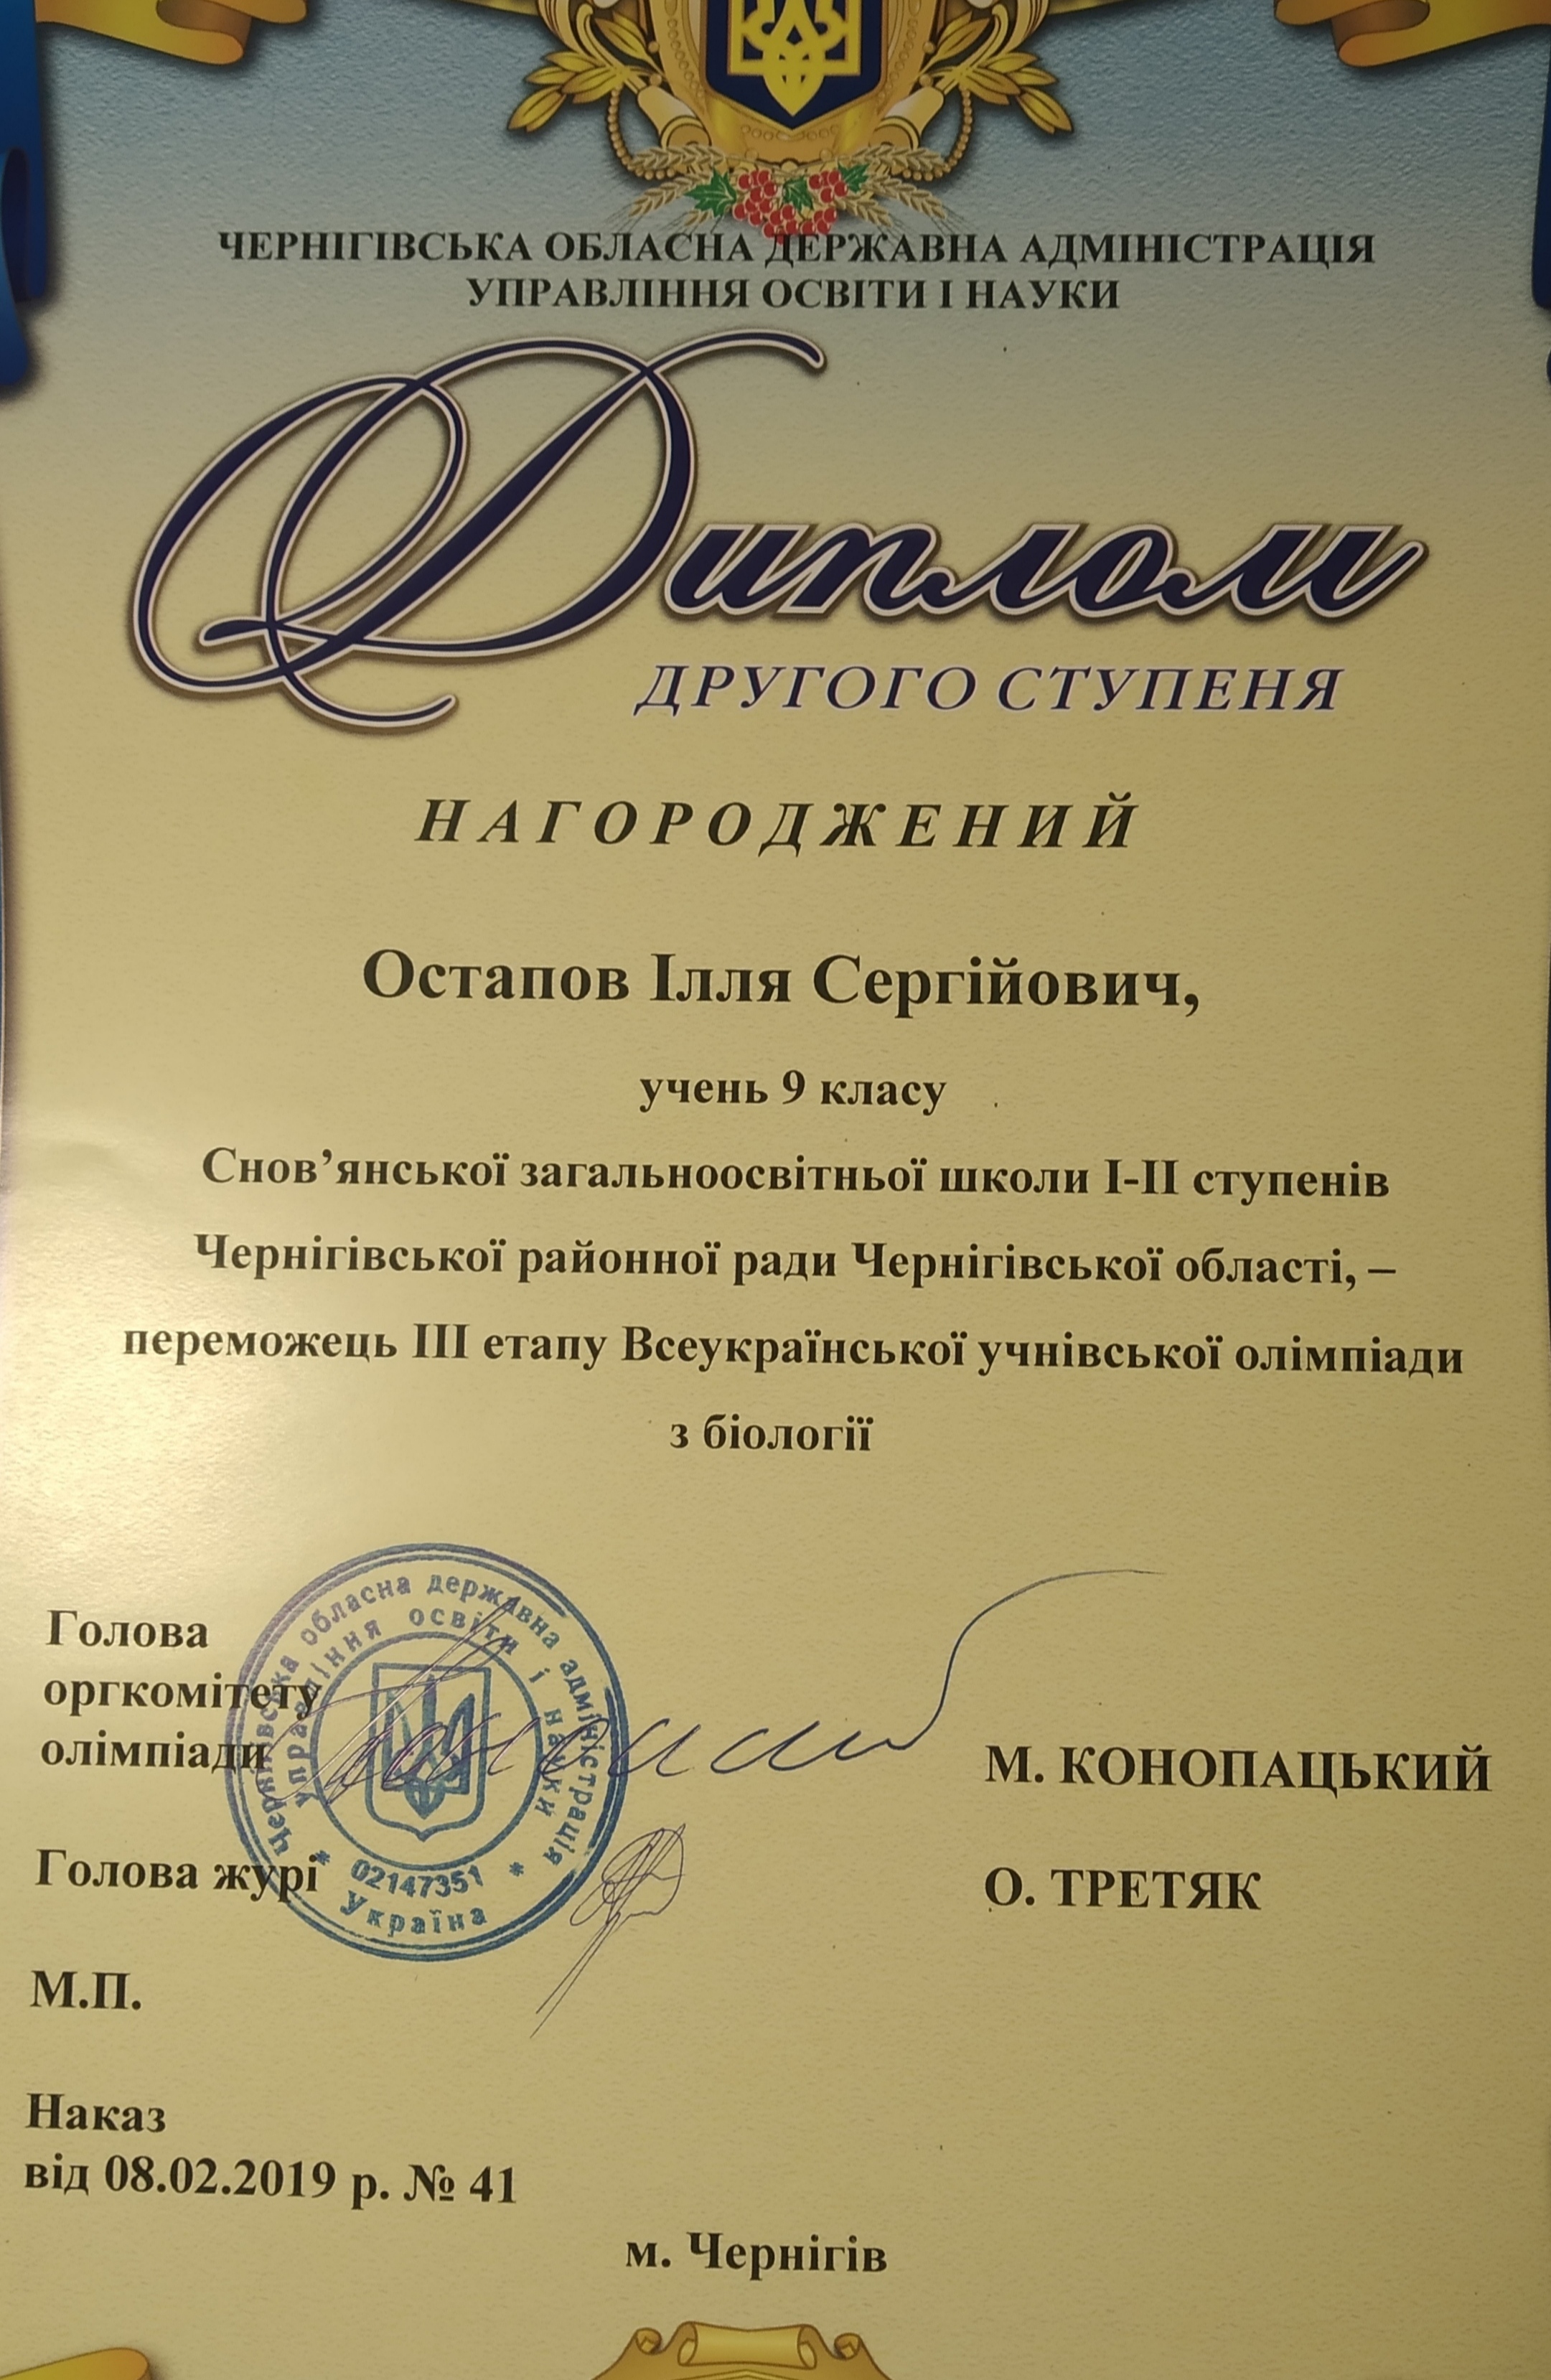 ЧЕРНІГІВСЬКА ОБЛАСНА ДЕРЖАВНА АДМІНІСТРАЦІЯ
УПРАВЛІННЯ ОСВІТИ І НАУКИ
Диплом
ДРУГОГО СТУПЕНЯ
НАГОРОДЖЕНИЙ
Остапов Ілля Сергійович,
учень 9 класу
Снов’янської загальноосвітньої школи І-ІІ ступенів
Чернігівської районної ради Чернігівської області, –
переможець ІІІ етапу Всеукраїнської учнівської олімпіади
з біології
Голова
оргкомітету
олімпіади
М. КОНОПАЦЬКИЙ
Чернігівська обласна державна адміністрація
Управління освіти і науки
* 02147351 *
Україна
Голова журі
О. ТРЕТЯК
М.П.
Наказ
від 08.02.2019 р. № 41
м. Чернігів